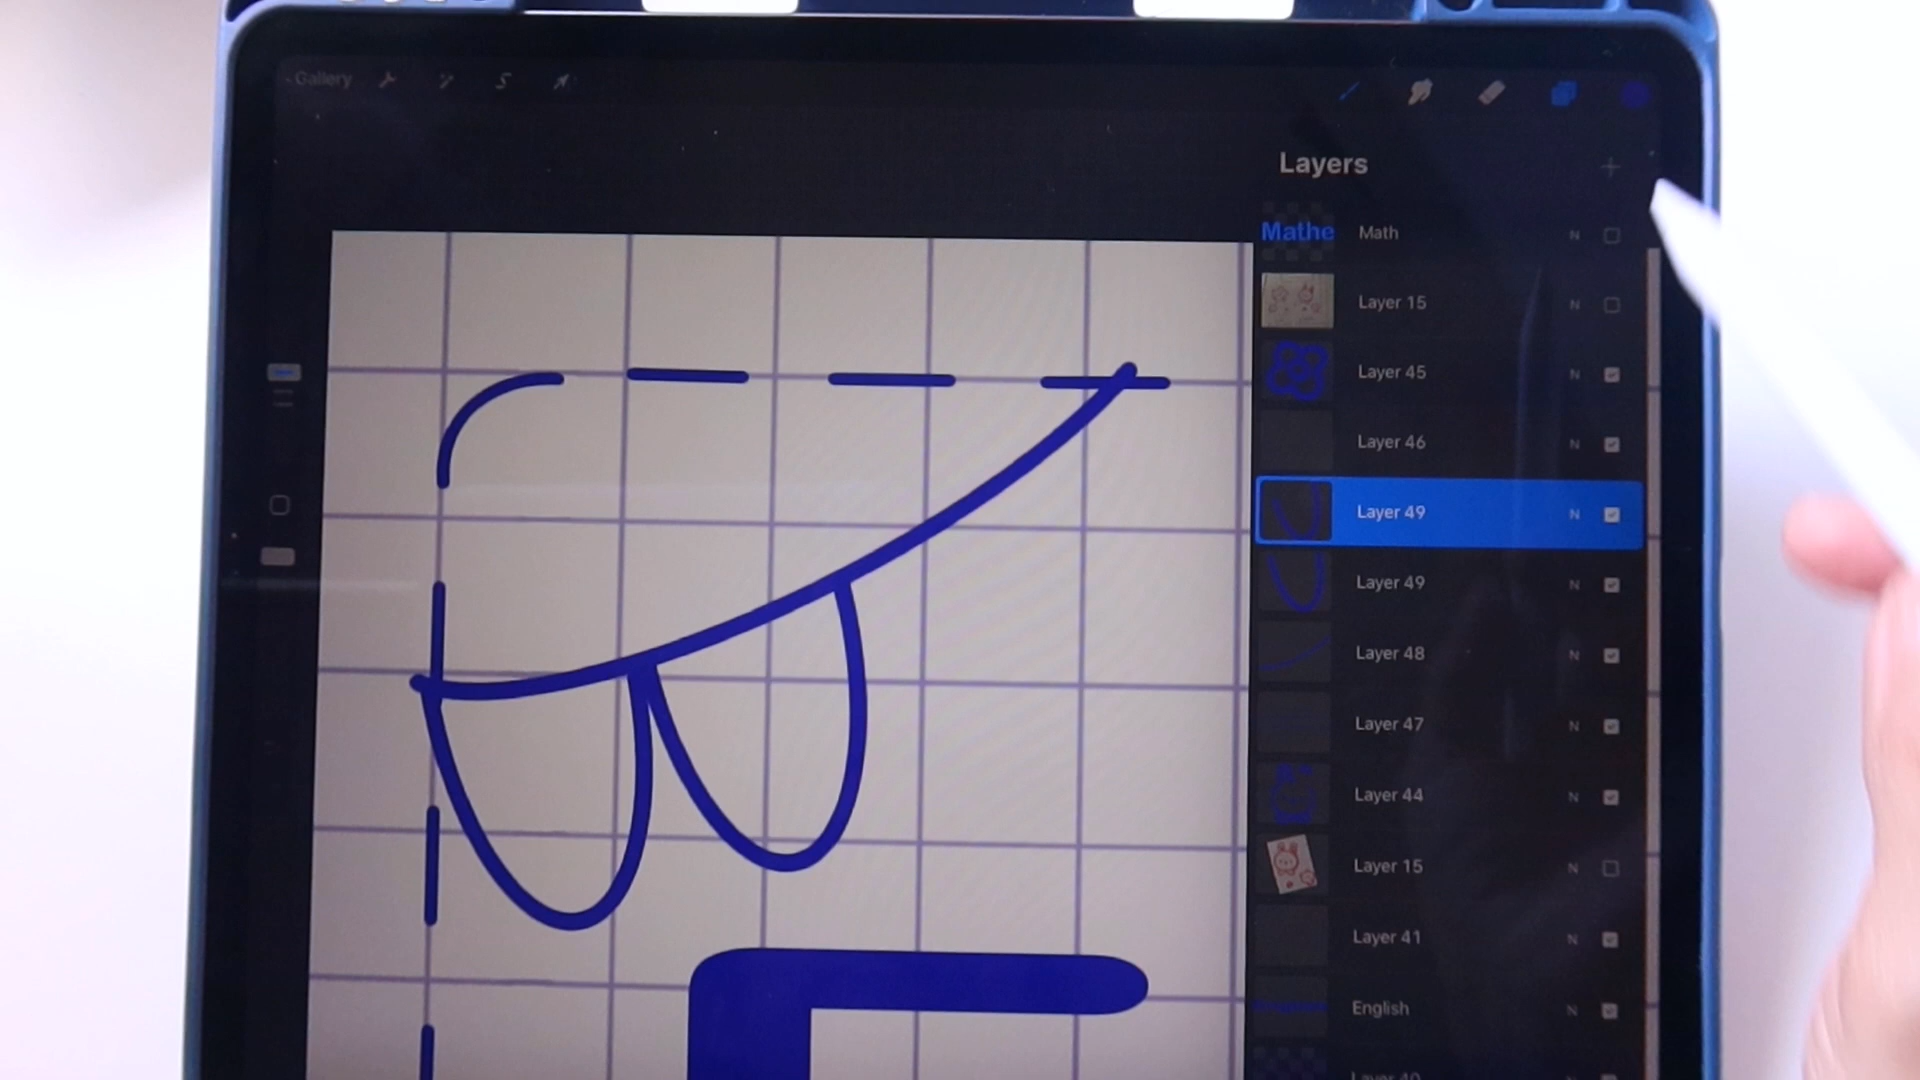 Gallery
Layers
Mathe
Math N
Layer 15 N
Layer 45 N
Layer 46 N
Layer 49 N
Layer 49 N
Layer 48 N
Layer 47 N
Layer 44 N
Layer 15 N
Layer 41 N
English N